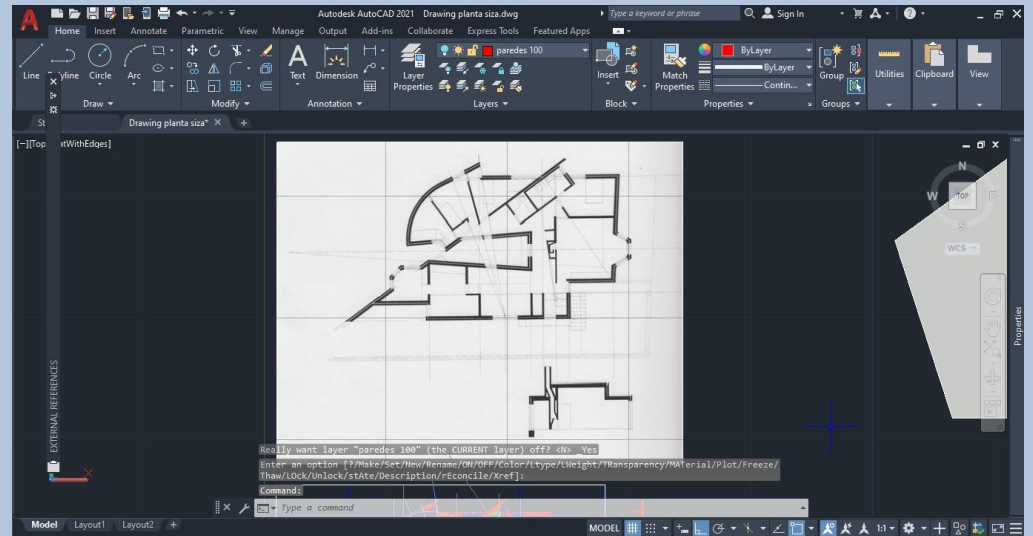 Autodesk AutoCAD 2021 Drawing planta siza.dwg
Type a keyword or phrase
Sign In
Home Insert Annotate Parametric View Manage Output Add-ins Collaborate Express Tools Featured Apps
Line Polyline Circle Arc
Text Dimension
Layer
Properties
paredes 100
Insert
Match
Properties
ByLayer
ByLayer
Contin...
Group
Utilities
Clipboard
View
Draw Modify Annotation Layers Block Properties Groups
St
Drawing planta siza*
[−][Top
atWithEdges]
N
W TOP E
S
WCS
Properties
EXTERNAL REFERENCES
Really want layer "paredes 100" (the CURRENT layer) off? <N> _Yes
Enter an option [?/Make/Set/New/Rename/ON/OFF/Color/Ltype/LWeight/TRansparency/MATerial/Plot/Freeze/
Thaw/LOck/Unlock/stAte/Description/rEconcile/Xref]:
Command:
Type a command
Model Layout1 Layout2 +
MODEL
1:1